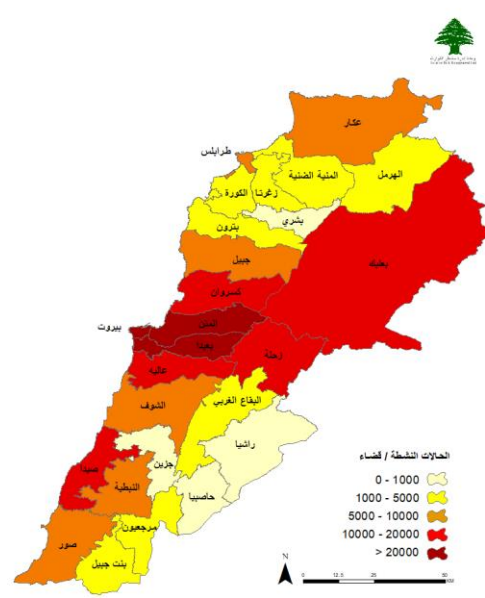 عكار
طرابلس
المنية الضنية
الهرمل
زغرتا
الكورة
بشري
بترون
بعلبك
جبيل
كسروان
المتن
بيروت
بعبدا
زحلة
عاليه
الشوف
البقاع الغربي
راشيا
صيدا
جزين
النبطية
حاصبيا
مرجعيون
صور
بنت جبيل
الحالات النشطة / قضاء
0 - 1000
1000 - 5000
5000 - 10000
10000 - 20000
> 20000
N
0 12.5 25 50
KM